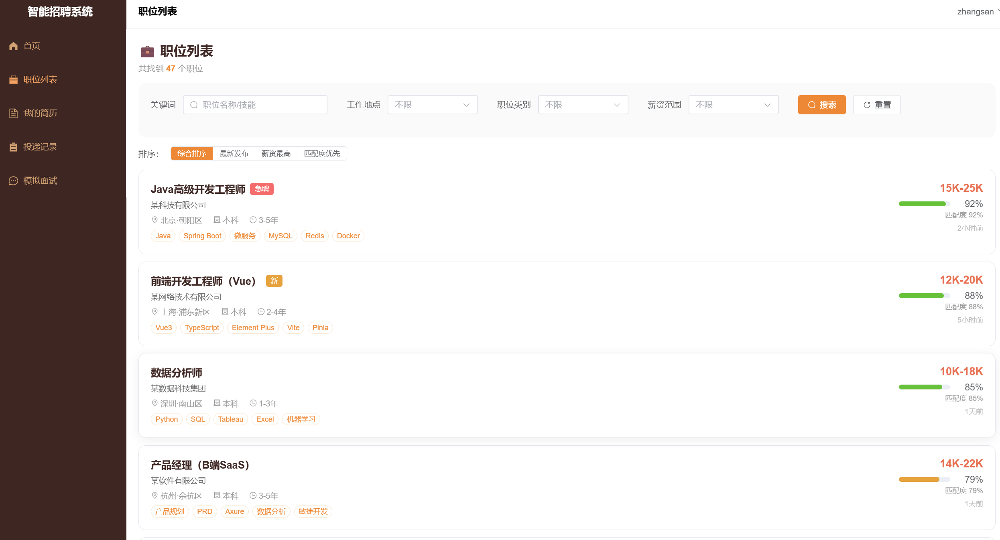 智能招聘系统
首页
职位列表
我的简历
投递记录
模拟面试
职位列表
zhangsan
职位列表
共找到 47 个职位
关键词 职位名称/技能 工作地点 不限 职位类别 不限 薪资范围 不限 搜索 重置
排序： 综合排序 最新发布 薪资最高 匹配度优先
Java高级开发工程师 急聘
某科技有限公司
北京·朝阳区 本科 3-5年
Java Spring Boot 微服务 MySQL Redis Docker
15K-25K
92%
匹配度 92%
2小时前
前端开发工程师（Vue） 新
某网络技术有限公司
上海·浦东新区 本科 2-4年
Vue3 TypeScript Element Plus Vite Pinia
12K-20K
88%
匹配度 88%
5小时前
数据分析师
某数据科技集团
深圳·南山区 本科 1-3年
Python SQL Tableau Excel 机器学习
10K-18K
85%
匹配度 85%
1天前
产品经理（B端SaaS）
某软件有限公司
杭州·余杭区 本科 3-5年
产品规划 PRD Axure 数据分析 敏捷开发
14K-22K
79%
匹配度 79%
1天前